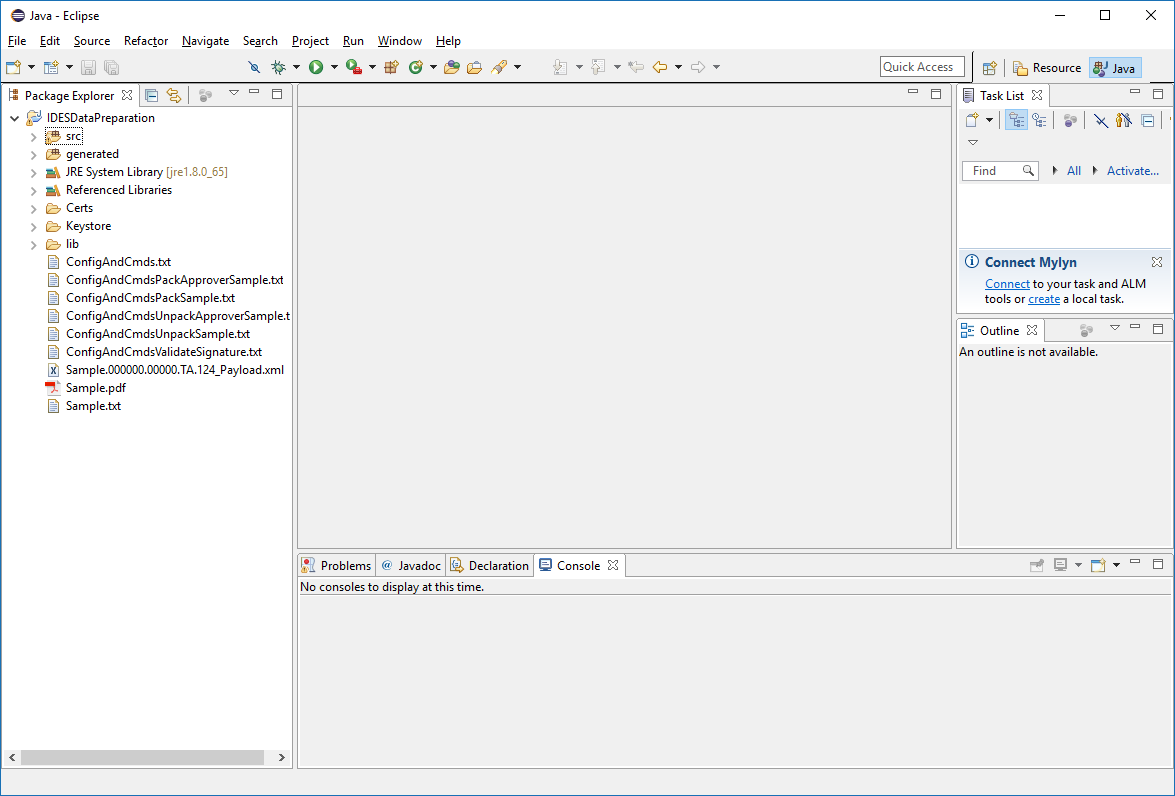 Java - Eclipse
File Edit Source Refactor Navigate Search Project Run Window Help
Quick Access
Resource
Java
Package Explorer
IDESDataPreparation
src
generated
JRE System Library [jre1.8.0_65]
Referenced Libraries
Certs
Keystore
lib
ConfigAndCmds.txt
ConfigAndCmdsPackApproverSample.txt
ConfigAndCmdsPackSample.txt
ConfigAndCmdsUnpackApproverSample.t
ConfigAndCmdsUnpackSample.txt
ConfigAndCmdsValidateSignature.txt
Sample.000000.00000.TA.124_Payload.xml
Sample.pdf
Sample.txt
Task List
Find
All
Activate...
Connect Mylyn
Connect to your task and ALM
tools or create a local task.
Outline
An outline is not available.
Problems
@ Javadoc
Declaration
Console
No consoles to display at this time.